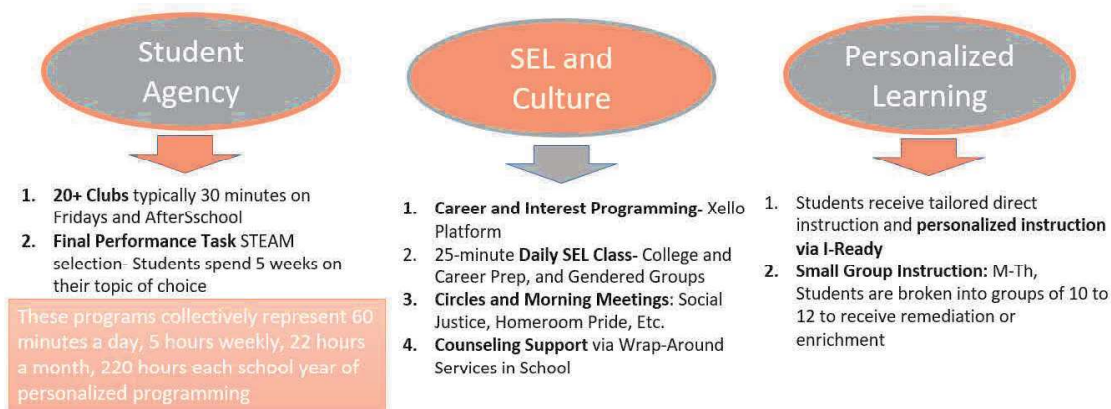 Student
Agency
1. 20+ Clubs typically 30 minutes on
Fridays and AfterSschool
2. Final Performance Task STEAM
selection- Students spend 5 weeks on
their topic of choice
These programs collectively represent 60
minutes a day, 5 hours weekly, 22 hours
a month, 220 hours each school year of
personalized programming
SEL and
Culture
1. Career and Interest Programming- Xello
Platform
2. 25-minute Daily SEL Class- College and
Career Prep, and Gendered Groups
3. Circles and Morning Meetings: Social
Justice, Homeroom Pride, Etc.
4. Counseling Support via Wrap-Around
Services in School
Personalized
Learning
1. Students receive tailored direct
instruction and personalized instruction
via I-Ready
2. Small Group Instruction: M-Th,
Students are broken into groups of 10 to
12 to receive remediation or
enrichment